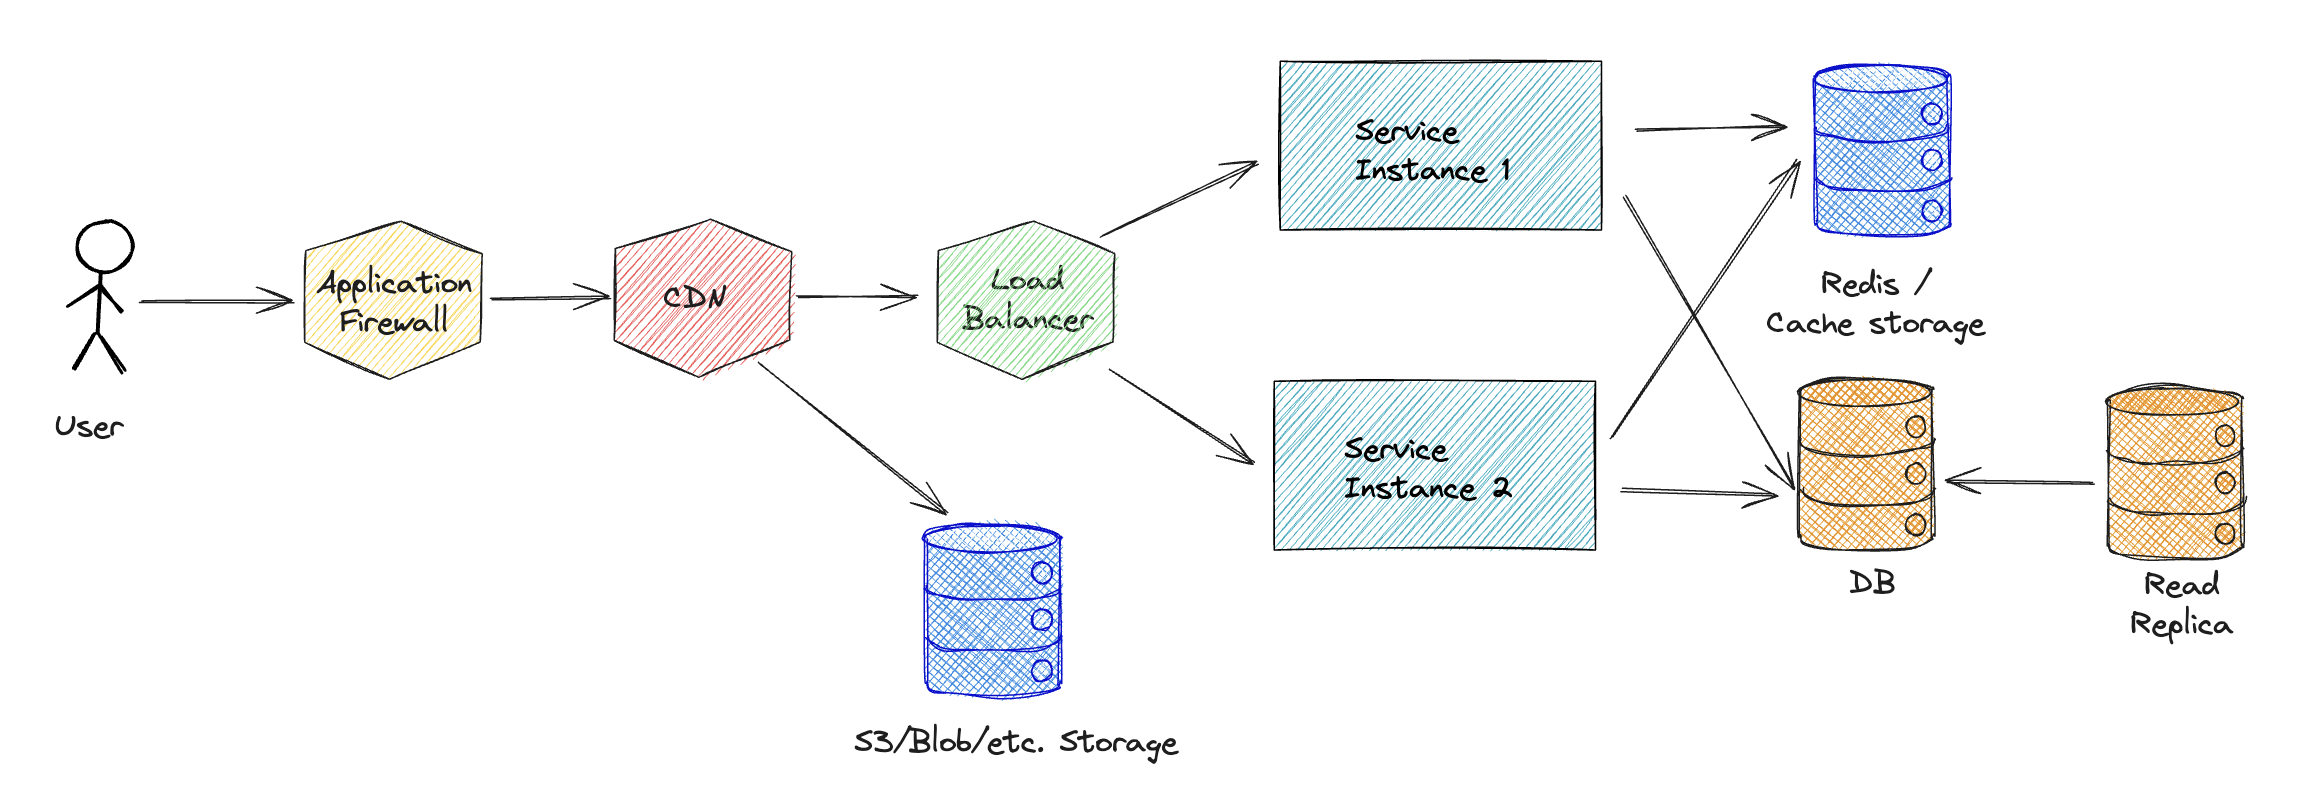 User
Application
Firewall
CDN
Load
Balancer
S3/Blob/etc. Storage
Service
Instance 1
Service
Instance 2
Redis /
Cache storage
DB
Read
Replica